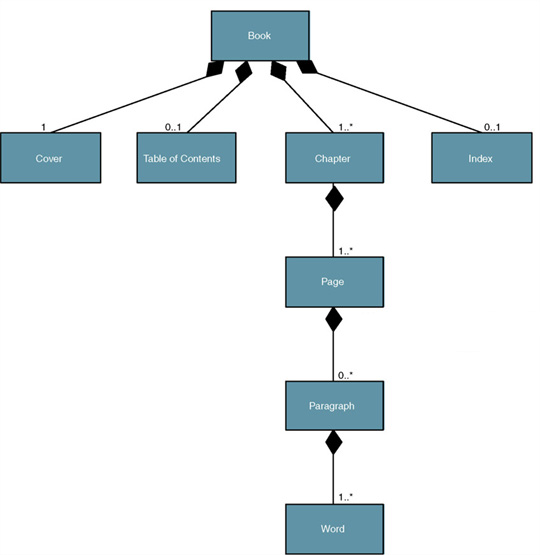 Book
1
0..1
1..*
0..1
Cover
Table of Contents
Chapter
Index
1..*
Page
0..*
Paragraph
1..*
Word